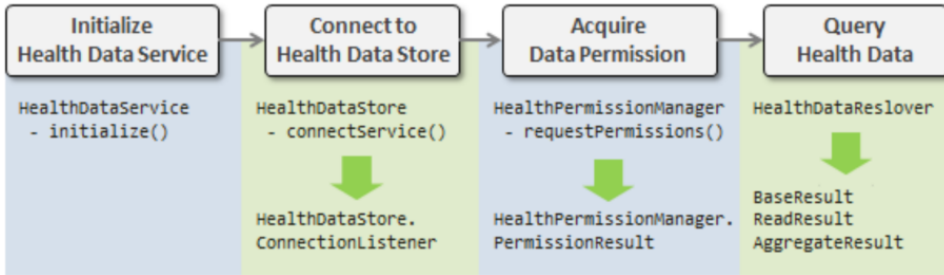 Initialize
Health Data Service
Connect to
Health Data Store
Acquire
Data Permission
Query
Health Data
HealthDataService
- initialize()
HealthDataStore
- connectService()
HealthDataStore.
ConnectionListener
HealthPermissionManager
- requestPermissions()
HealthPermissionManager.
PermissionResult
HealthDataReslover
BaseResult
ReadResult
AggregateResult